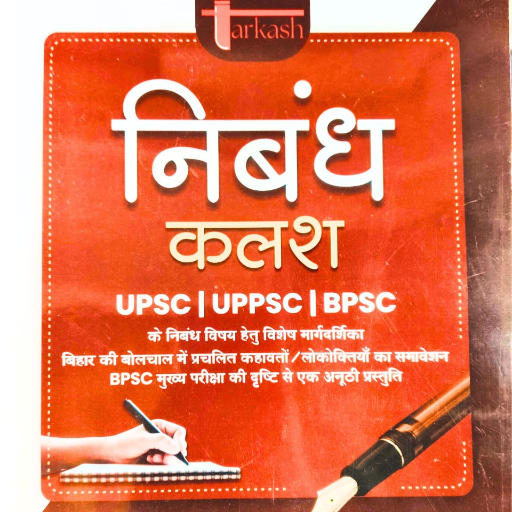 Tarkash
निबंध
कलश
UPSC | UPPSC | BPSC
के निबंध विषय हेतु विशेष मार्गदर्शिका
बिहार की बोलचाल में प्रचलित कहावतों/लोकोक्तियाँ का समावेशन
BPSC मुख्य परीक्षा की दृष्टि से एक अनूठी प्रस्तुति